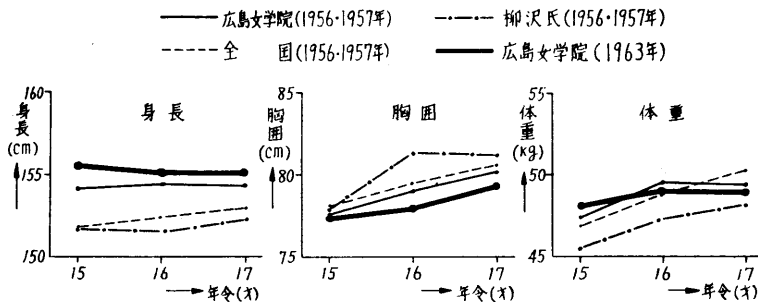 広島女学院(1956・1957年)
柳沢氏(1956・1957年)
全国(1956・1957年)
広島女学院(1963年)
身長
160
155
150
身長(cm)
15 16 17
年令(才)
胸囲
85
80
75
胸囲(cm)
15 16 17
年令(才)
体重
55
50
45
体重(kg)
15 16 17
年令(才)